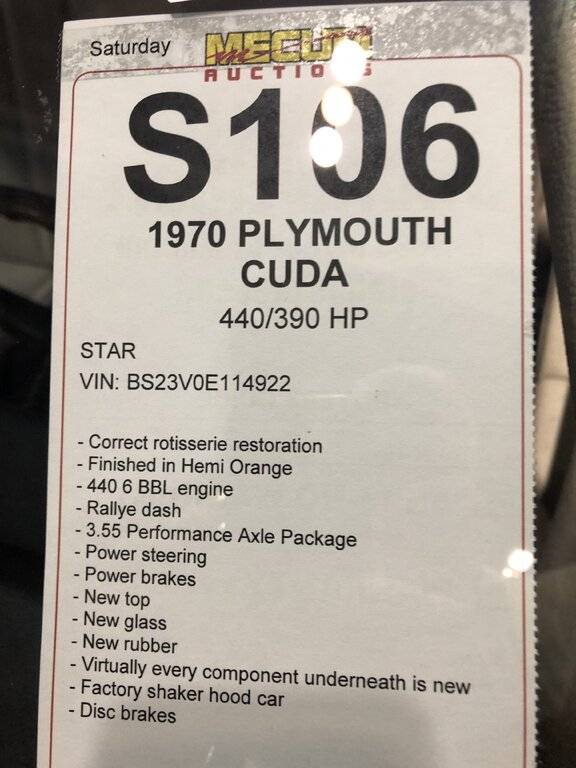 Saturday
MECUM
AUCTIONS
S106
1970 PLYMOUTH
CUDA
440/390 HP
STAR
VIN: BS23V0E114922
- Correct rotisserie restoration
- Finished in Hemi Orange
- 440 6 BBL engine
- Rallye dash
- 3.55 Performance Axle Package
- Power steering
- Power brakes
- New top
- New glass
- New rubber
- Virtually every component underneath is new
- Factory shaker hood car
- Disc brakes